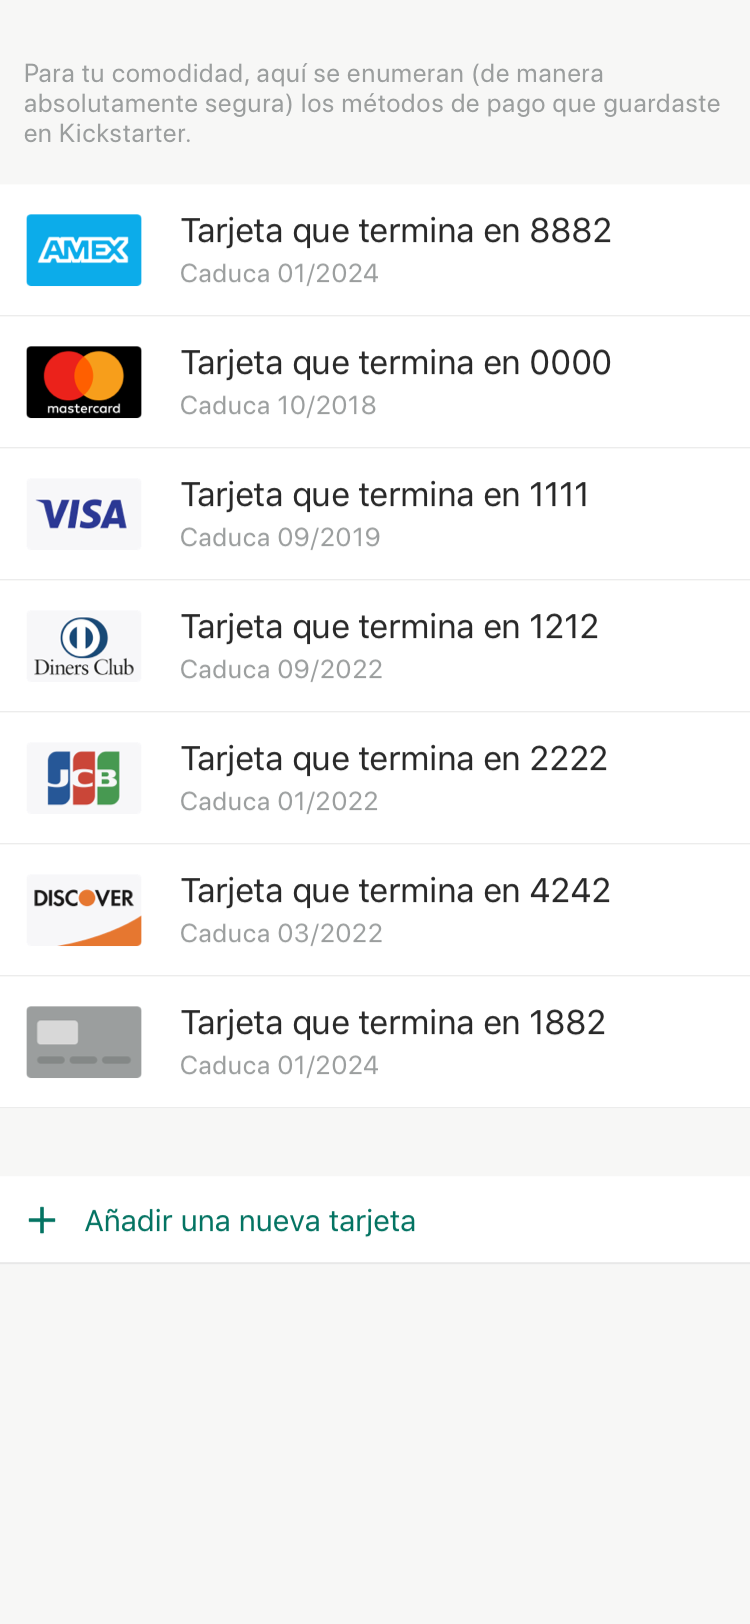 Para tu comodidad, aquí se enumeran (de manera
absolutamente segura) los métodos de pago que guardaste
en Kickstarter.
AMEX
Tarjeta que termina en 8882
Caduca 01/2024
mastercard
Tarjeta que termina en 0000
Caduca 10/2018
VISA
Tarjeta que termina en 1111
Caduca 09/2019
Diners Club
Tarjeta que termina en 1212
Caduca 09/2022
JCB
Tarjeta que termina en 2222
Caduca 01/2022
DISCOVER
Tarjeta que termina en 4242
Caduca 03/2022
Tarjeta que termina en 1882
Caduca 01/2024
+ Añadir una nueva tarjeta